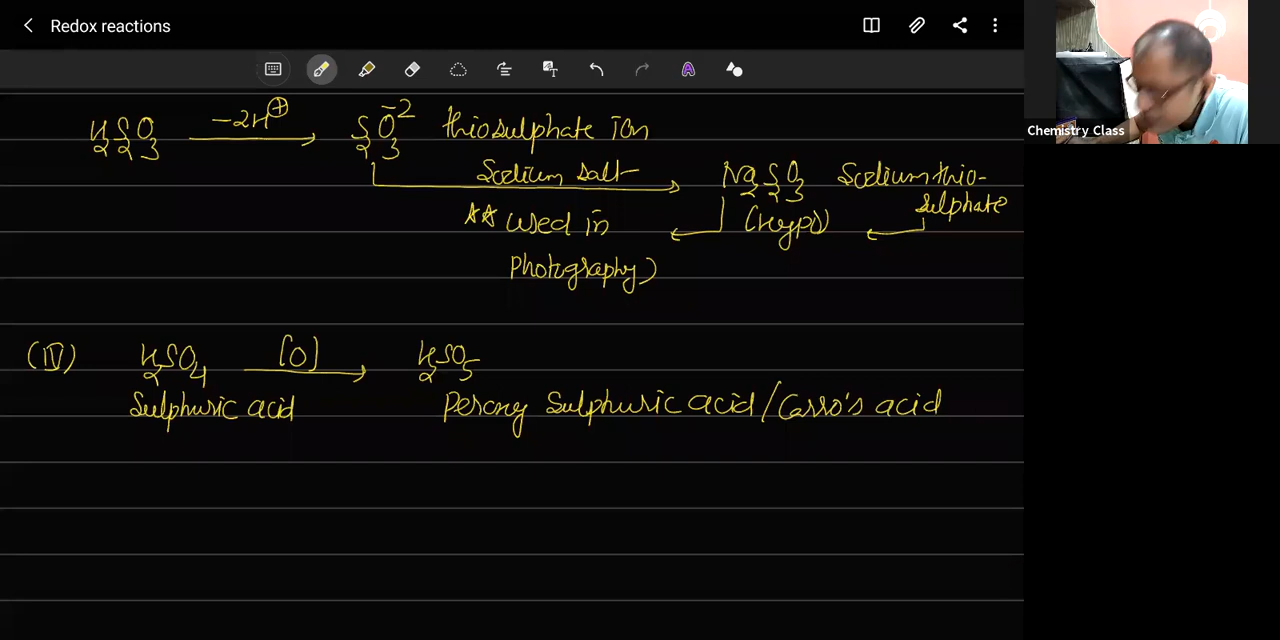 Redox reactions
Chemistry Class
H2S2O3 -2H⊕ → S2O3-2 thiosulphate ion
Sodium salt → Na2S2O3 Sodium thio-
sulphate
** used in (Hypo)
Photography)
(IV) H2SO4 [O] → H2SO5
Sulphuric acid Peroxy Sulphuric acid/Carro's acid